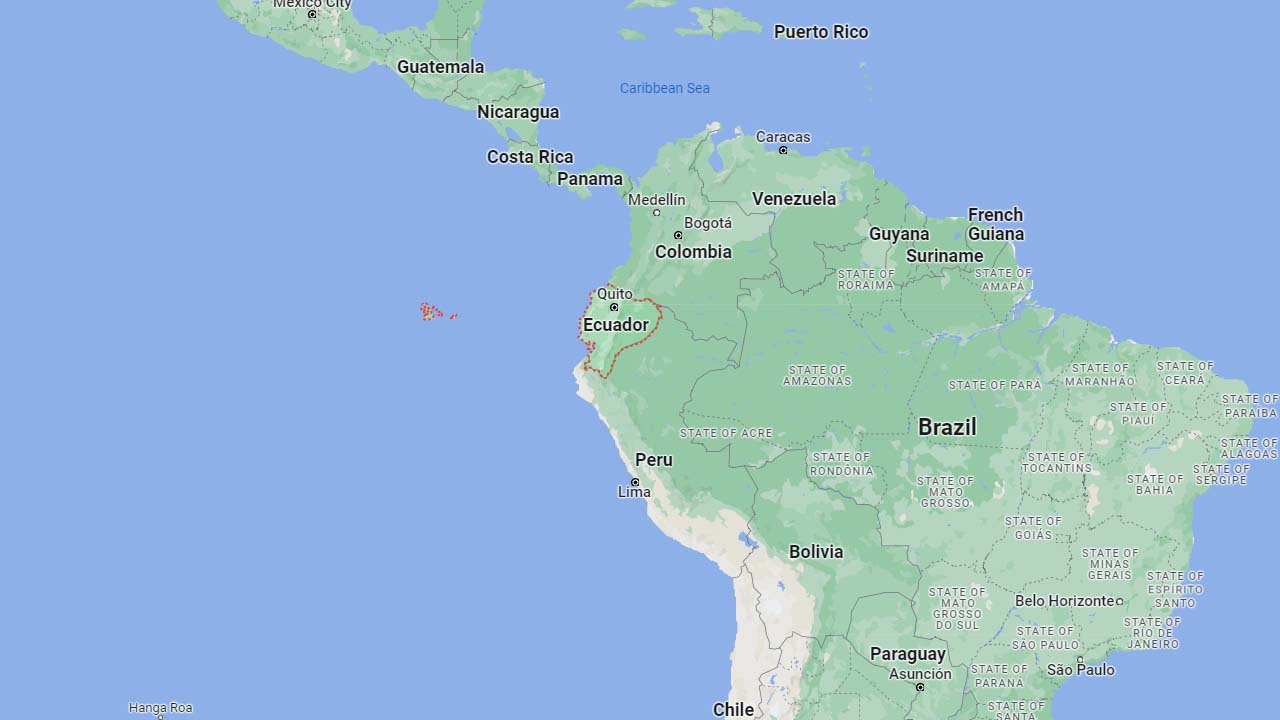 Mexico City
Puerto Rico
Guatemala
Caribbean Sea
Nicaragua
Caracas
Costa Rica
Panama
Medellín
Venezuela
Bogotá
French
Guiana
Guyana
Colombia
Suriname
STATE OF
RORAIMA
STATE OF
AMAPÁ
Quito
Ecuador
STATE OF
AMAZONAS
STATE OF PARÁ
STATE OF
MARANHÃO
STATE OF
CEARÁ
STATE OF
PIAUÍ
STATE OF
PARAÍBA
STATE OF ACRE
Brazil
STATE OF
ALAGOAS
Peru
STATE OF
RONDÔNIA
STATE OF
TOCANTINS
STATE OF
SERGIPE
STATE OF
BAHIA
Lima
STATE OF
MATO
GROSSO
STATE OF
GOIÁS
Bolivia
STATE OF
MINAS
GERAIS
STATE OF
ESPÍRITO
SANTO
STATE OF
MATO
GROSSO
DO SUL
Belo Horizonte
STATE OF
SÃO PAULO
STATE OF
RIO DE
JANEIRO
Paraguay
Asunción
São Paulo
STATE OF
PARANÁ
Hanga Roa
Chile
STATE OF
SANTA